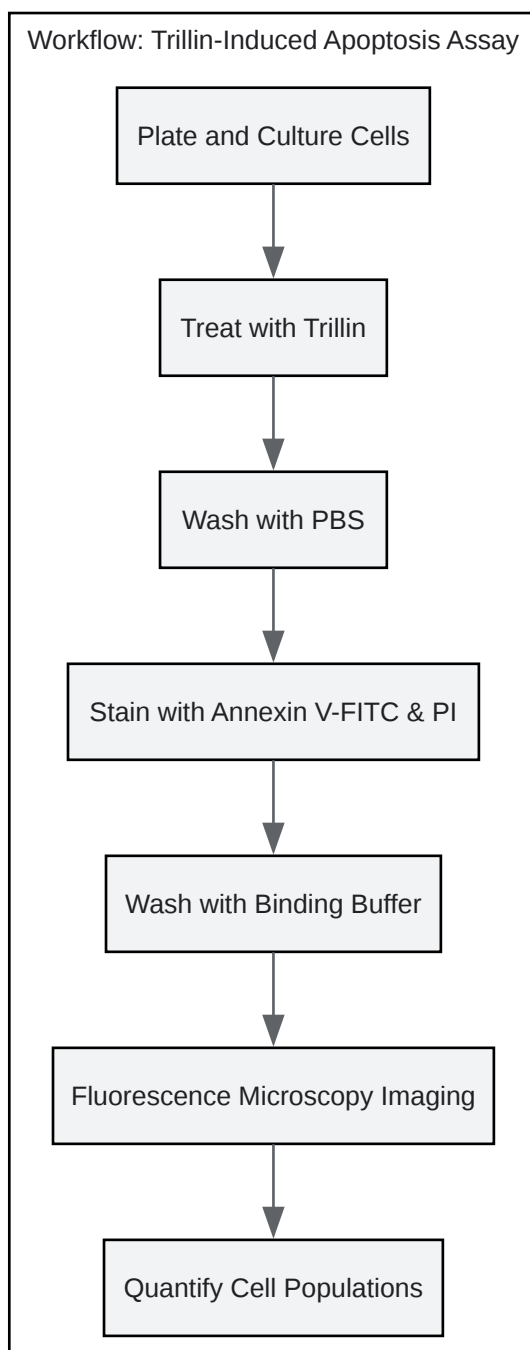 Workflow: Trillin-Induced Apoptosis Assay
Plate and Culture Cells
Treat with Trillin
Wash with PBS
Stain with Annexin V-FITC & PI
Wash with Binding Buffer
Fluorescence Microscopy Imaging
Quantify Cell Populations